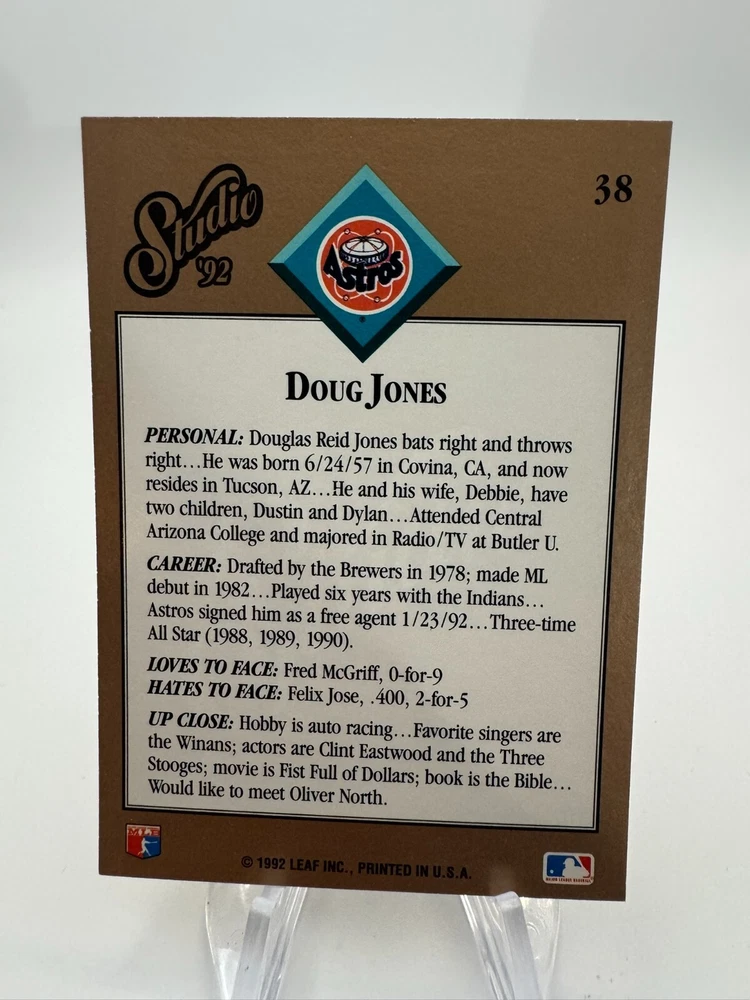 Studio
'92
38
Astros
DOUG JONES
PERSONAL: Douglas Reid Jones bats right and throws
right...He was born 6/24/57 in Covina, CA, and now
resides in Tucson, AZ...He and his wife, Debbie, have
two children, Dustin and Dylan...Attended Central
Arizona College and majored in Radio/TV at Butler U.
CAREER: Drafted by the Brewers in 1978; made ML
debut in 1982...Played six years with the Indians...
Astros signed him as a free agent 1/23/92...Three-time
All Star (1988, 1989, 1990).
LOVES TO FACE: Fred McGriff, 0-for-9
HATES TO FACE: Felix Jose, .400, 2-for-5
UP CLOSE: Hobby is auto racing...Favorite singers are
the Winans; actors are Clint Eastwood and the Three
Stooges; movie is Fist Full of Dollars; book is the Bible...
Would like to meet Oliver North.
© 1992 LEAF INC., PRINTED IN U.S.A.
MAJOR LEAGUE BASEBALL